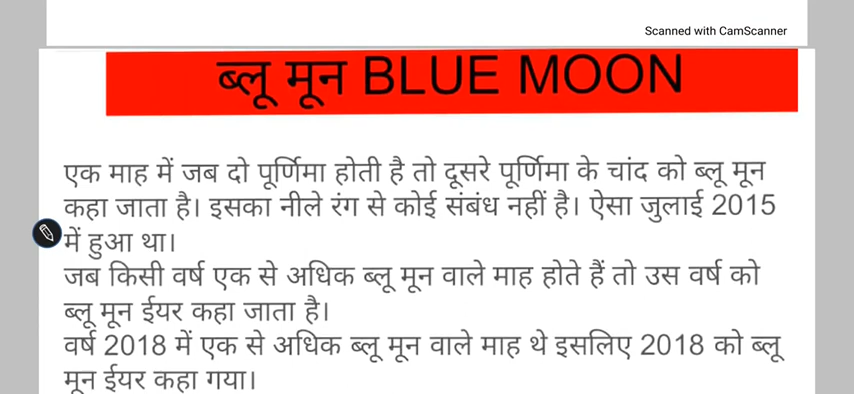 Scanned with CamScanner
ब्लू मून BLUE MOON
एक माह में जब दो पूर्णिमा होती है तो दूसरे पूर्णिमा के चांद को ब्लू मून
कहा जाता है। इसका नीले रंग से कोई संबंध नहीं है। ऐसा जुलाई 2015
में हुआ था।
जब किसी वर्ष एक से अधिक ब्लू मून वाले माह होते हैं तो उस वर्ष को
ब्लू मून ईयर कहा जाता है।
वर्ष 2018 में एक से अधिक ब्लू मून वाले माह थे इसलिए 2018 को ब्लू
मून ईयर कहा गया।